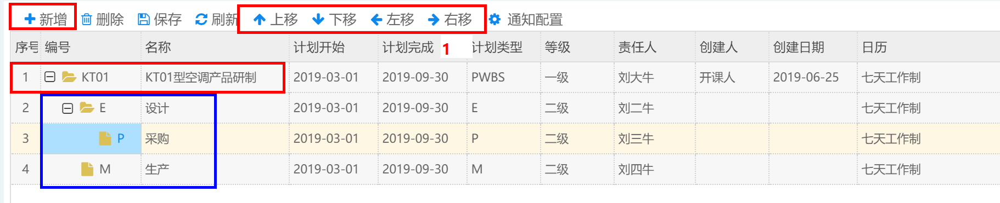 新增 删除 保存 刷新 上移 下移 左移 右移 通知配置
序号 编号 名称 计划开始 计划完成 1 计划类型 等级 责任人 创建人 创建日期 日历
1 KT01 KT01型空调产品研制 2019-03-01 2019-09-30 PWBS 一级 刘大牛 开课人 2019-06-25 七天工作制
2 E 设计 2019-03-01 2019-09-30 E 二级 刘二牛 七天工作制
3 P 采购 2019-03-01 2019-09-30 P 二级 刘三牛 七天工作制
4 M 生产 2019-03-01 2019-09-30 M 二级 刘四牛 七天工作制